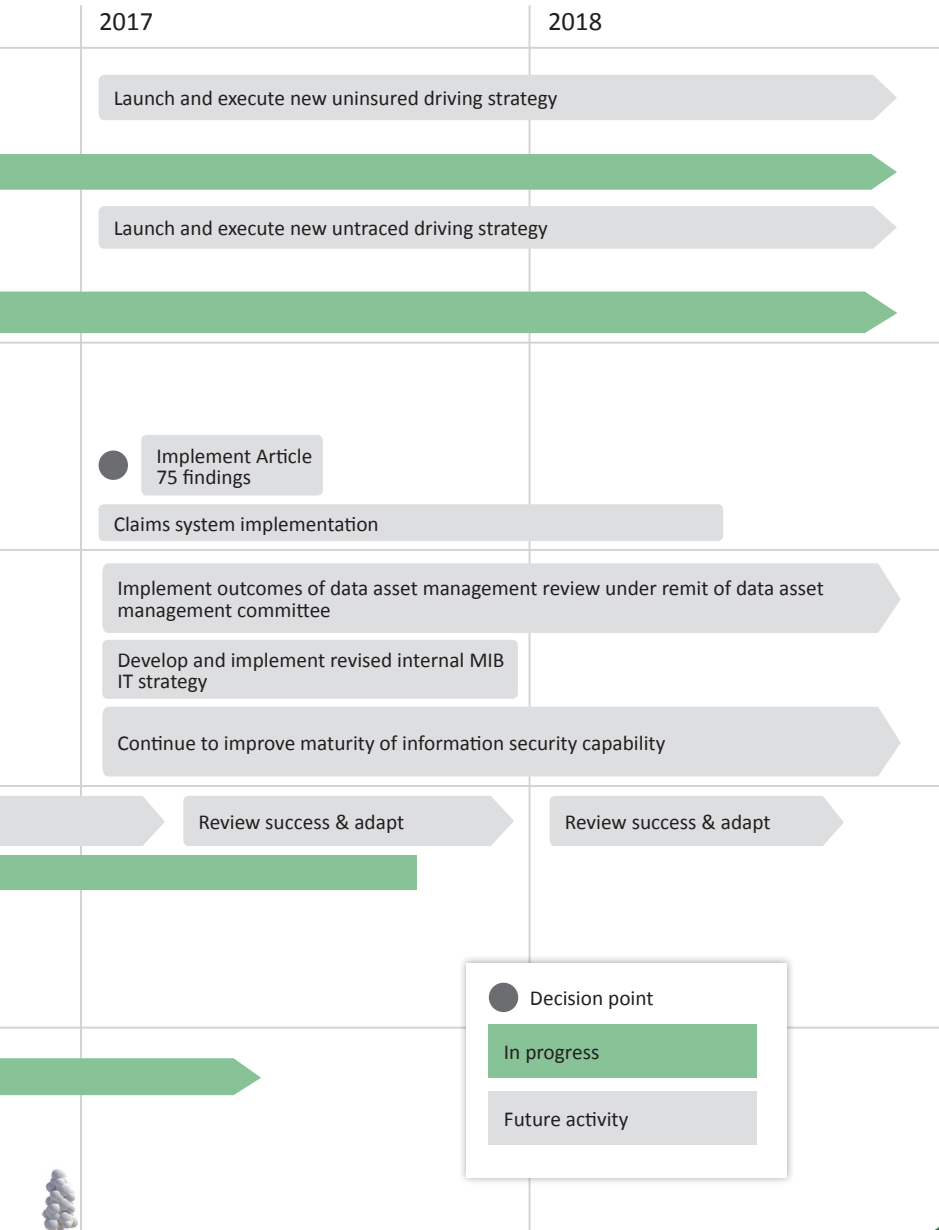 2017
2018
Launch and execute new uninsured driving strategy
Launch and execute new untraced driving strategy
Implement Article
75 findings
Claims system implementation
Implement outcomes of data asset management review under remit of data asset
management committee
Develop and implement revised internal MIB
IT strategy
Continue to improve maturity of information security capability
Review success & adapt
Review success & adapt
Decision point
In progress
Future activity